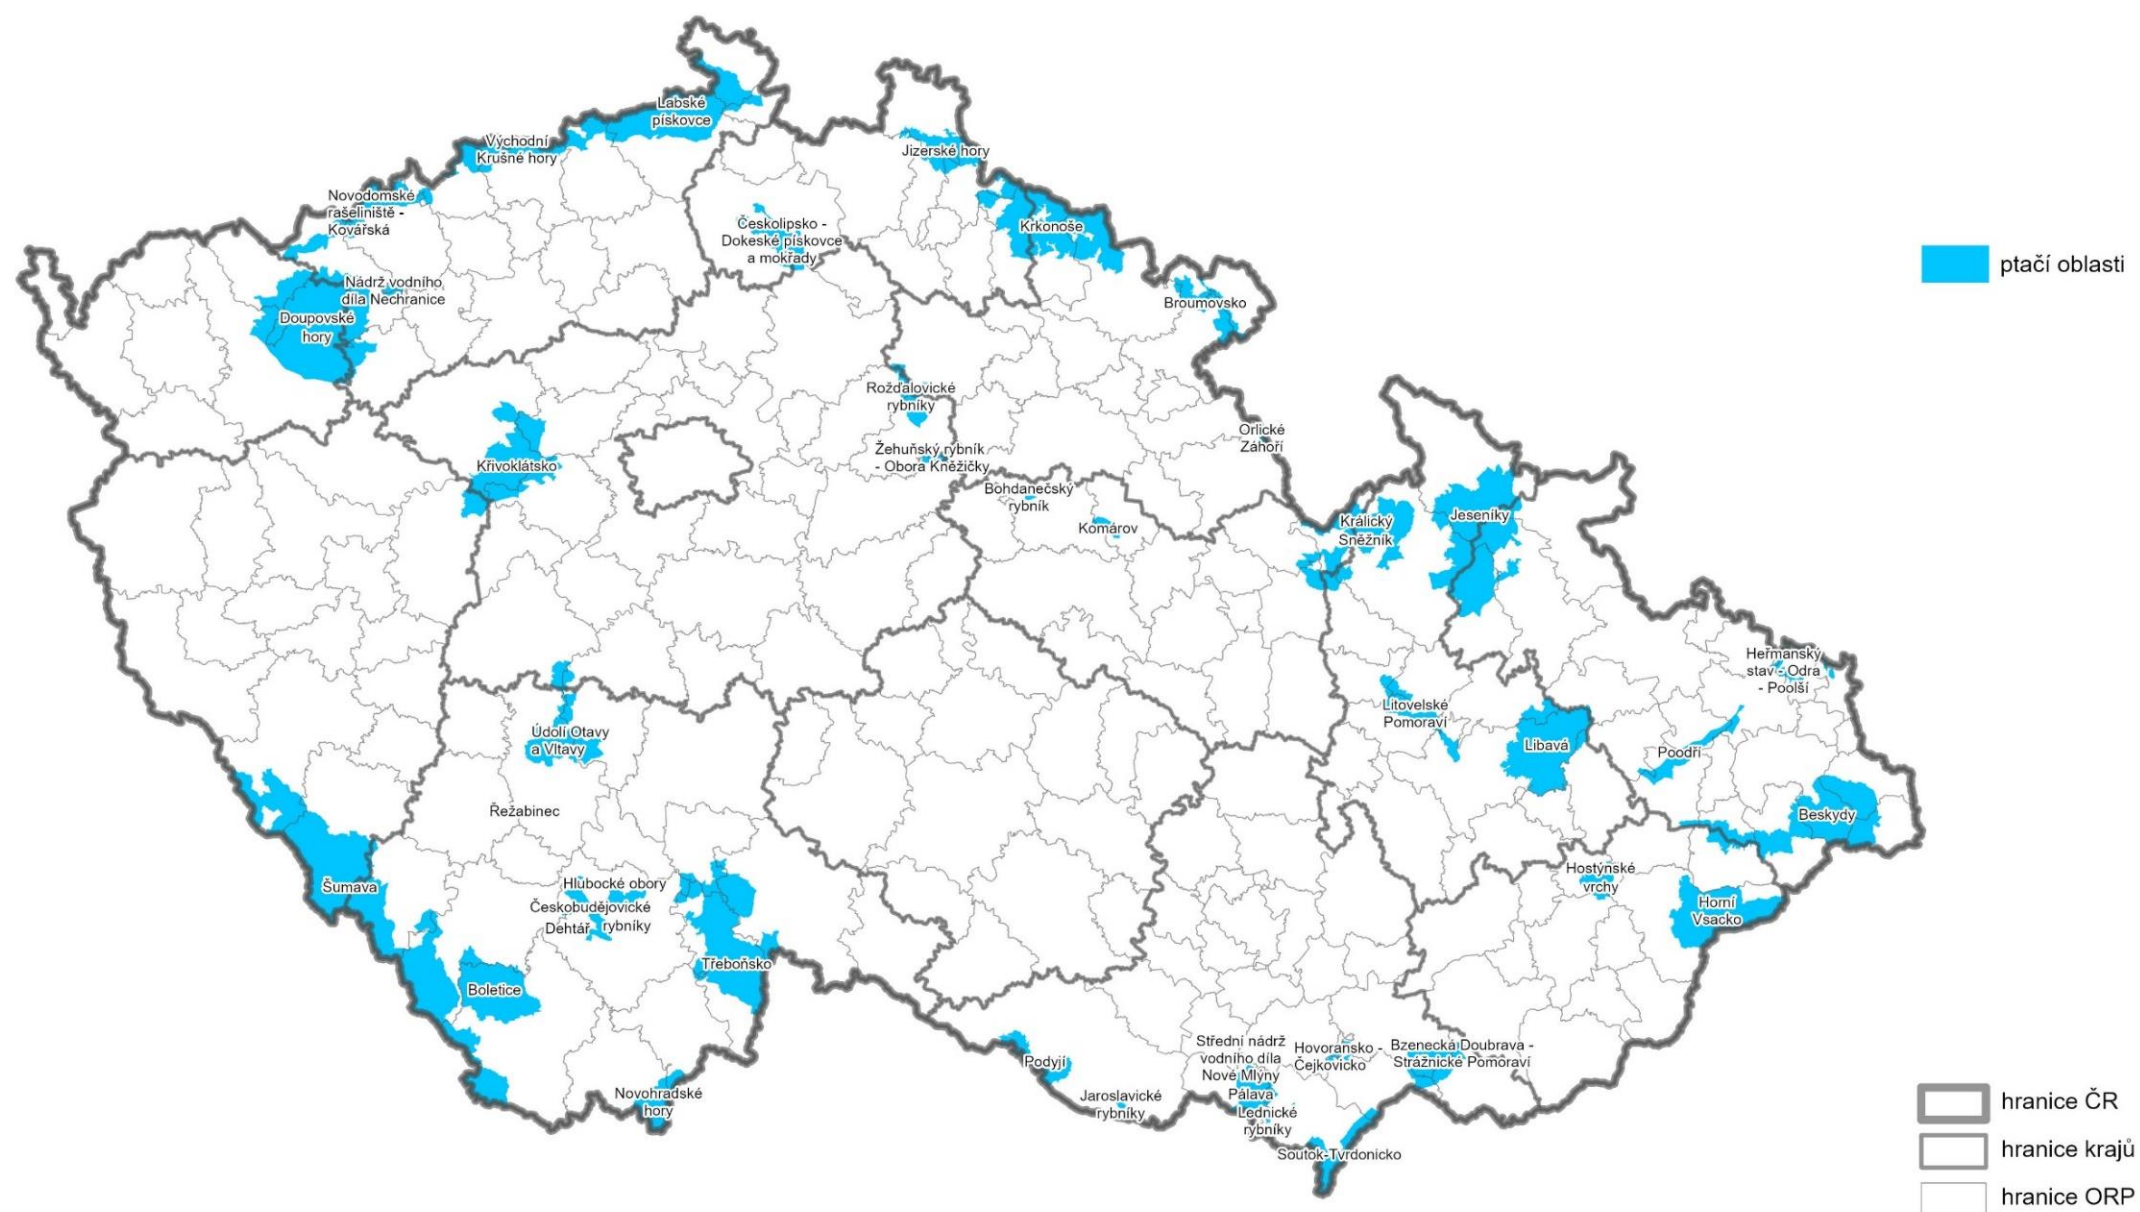 Labské
pískovce
Východní
Krušné hory
Jizerské hory
Novodomské
rašeliniště -
Kovářská
Českolipsko -
Dokeské pískovce
a mokřady
Krkonoše
ptačí oblasti
Nádrž vodního
díla Nechranice
Doupovské
hory
Broumovsko
Rožďalovické
rybníky
Orlické
Záhoří
Žehuňský rybník
- Obora Kněžičky
Křivoklátsko
Bohdanečský
rybník
Komárov
Králický
Sněžník
Jeseníky
Heřmanský
stav - Odra
- Poolší
Litovelské
Pomoraví
Údolí Otavy
a Vltavy
Libavá
Poodří
Řežabinec
Beskydy
Hostýnské
vrchy
Šumava
Hlubocké obory
Českobudějovické
rybníky
Dehtář
Horní
Vsacko
Třeboňsko
Boletice
Podyjí
Střední nádrž
vodního díla
Nové Mlýny
Hovoransko -
Čejkovicko
Bzenecká Doubrava -
Strážnické Pomoraví
Novohradské
hory
Jaroslavické
rybníky
Pálava
Lednické
rybníky
Soutok-Tvrdonicko
hranice ČR
hranice krajů
hranice ORP